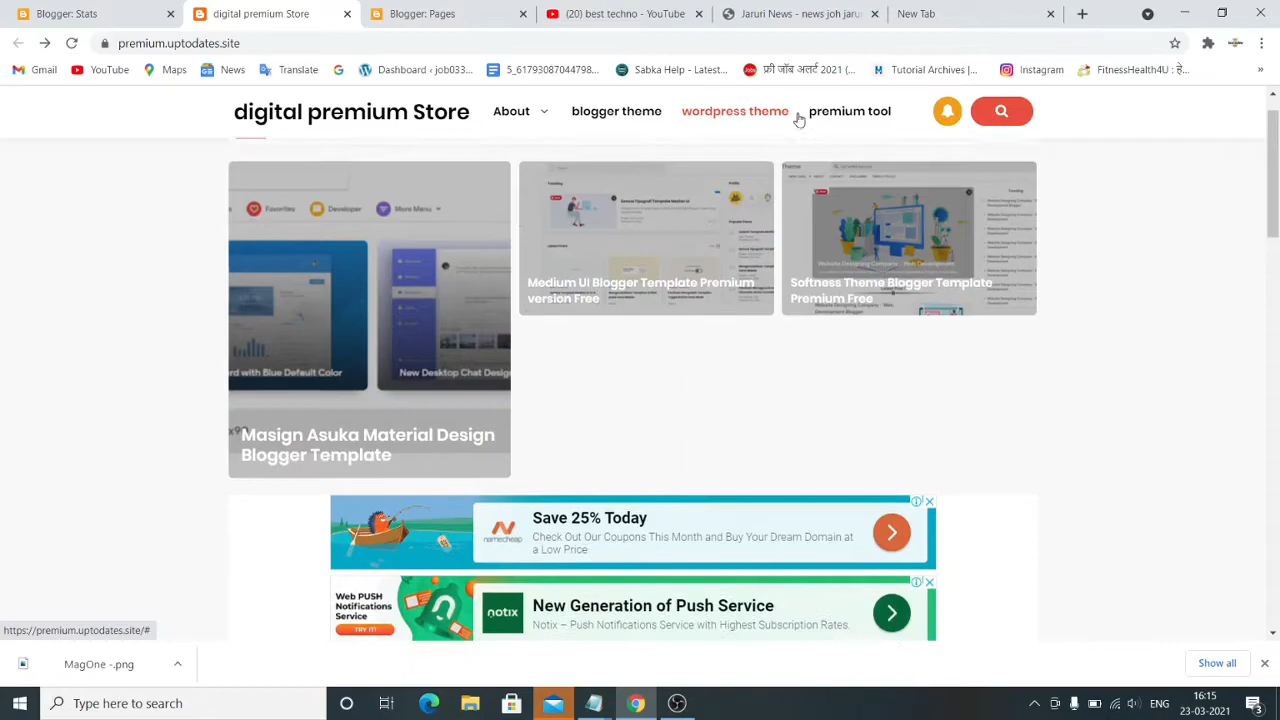 Blogger: Stats
digital premium Store
Blogger: Pages
(20) best techno - YouTube
Jaruri News - news job jaru
New Tab
premium.uptodates.site
Gmail
YouTube
Maps
News
Translate
Dashboard ‹ job033...
5_61793087044798...
Sabka Help - Latest...
फ्री जॉब अलर्ट 2021 (...
Tutorial Archives |...
Instagram
FitnessHealth4U : ह...
digital premium Store
About
blogger theme
wordpress theme
premium tool
Favorites
Developer
More Menu
rd with Blue Default Color
New Desktop Chat Design
Masign Asuka Material Design
Blogger Template
Medium UI Blogger Template Premium
version Free
Softness Theme Blogger Template
Premium Free
namecheap
Save 25% Today
Check Out Our Coupons This Month and Buy Your Dream Domain at
a Low Price
Web PUSH
Notifications
Service
TRY IT!
notix
New Generation of Push Service
Notix – Push Notifications Service with Highest Subscription Rates.
https://premium.uptodates.site/#
MagOne -.png
Show all
Type here to search
ENG
16:15
23-03-2021
3